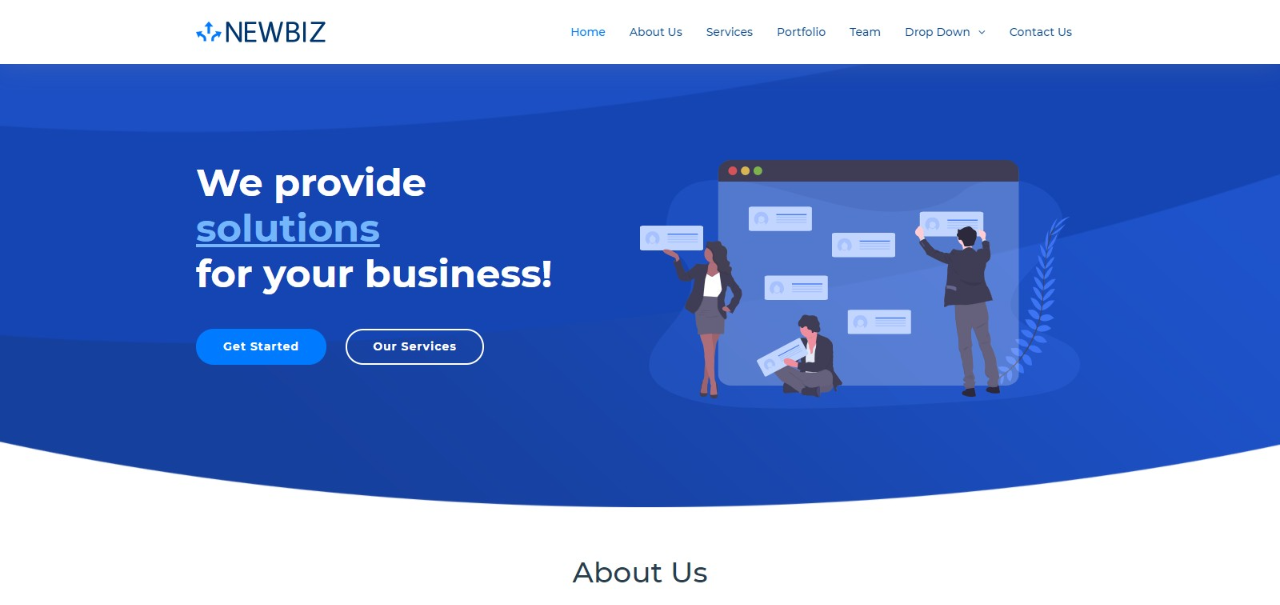 NEWBIZ
Home About Us Services Portfolio Team Drop Down Contact Us
We provide
solutions
for your business!
Get Started Our Services
About Us